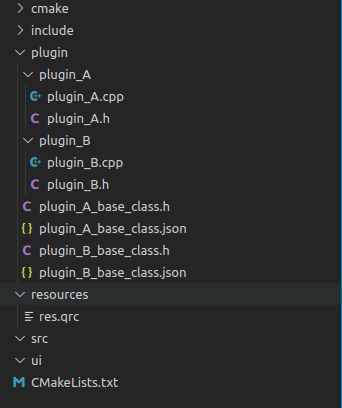 cmake
include
plugin
plugin_A
plugin_A.cpp
plugin_A.h
plugin_B
plugin_B.cpp
plugin_B.h
plugin_A_base_class.h
plugin_A_base_class.json
plugin_B_base_class.h
plugin_B_base_class.json
resources
res.qrc
src
ui
CMakeLists.txt